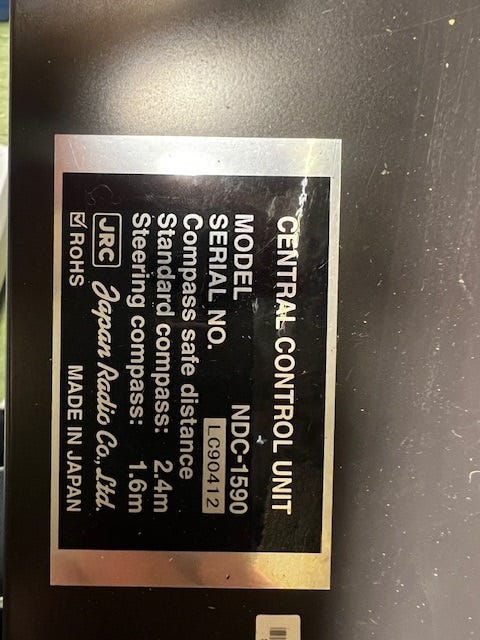 CENTRAL CONTROL UNIT
MODEL NDC-1590
SERIAL NO. LC90412
Compass safe distance
Standard compass: 2.4m
Steering compass: 1.6m
JRC Japan Radio Co., Ltd.
☑ RoHS MADE IN JAPAN